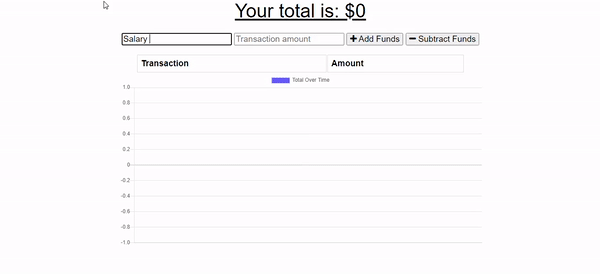 Your total is: $0
Salary Transaction amount + Add Funds − Subtract Funds
Transaction Amount
Total Over Time
1.0
0.8
0.6
0.4
0.2
0
-0.2
-0.4
-0.6
-0.8
-1.0